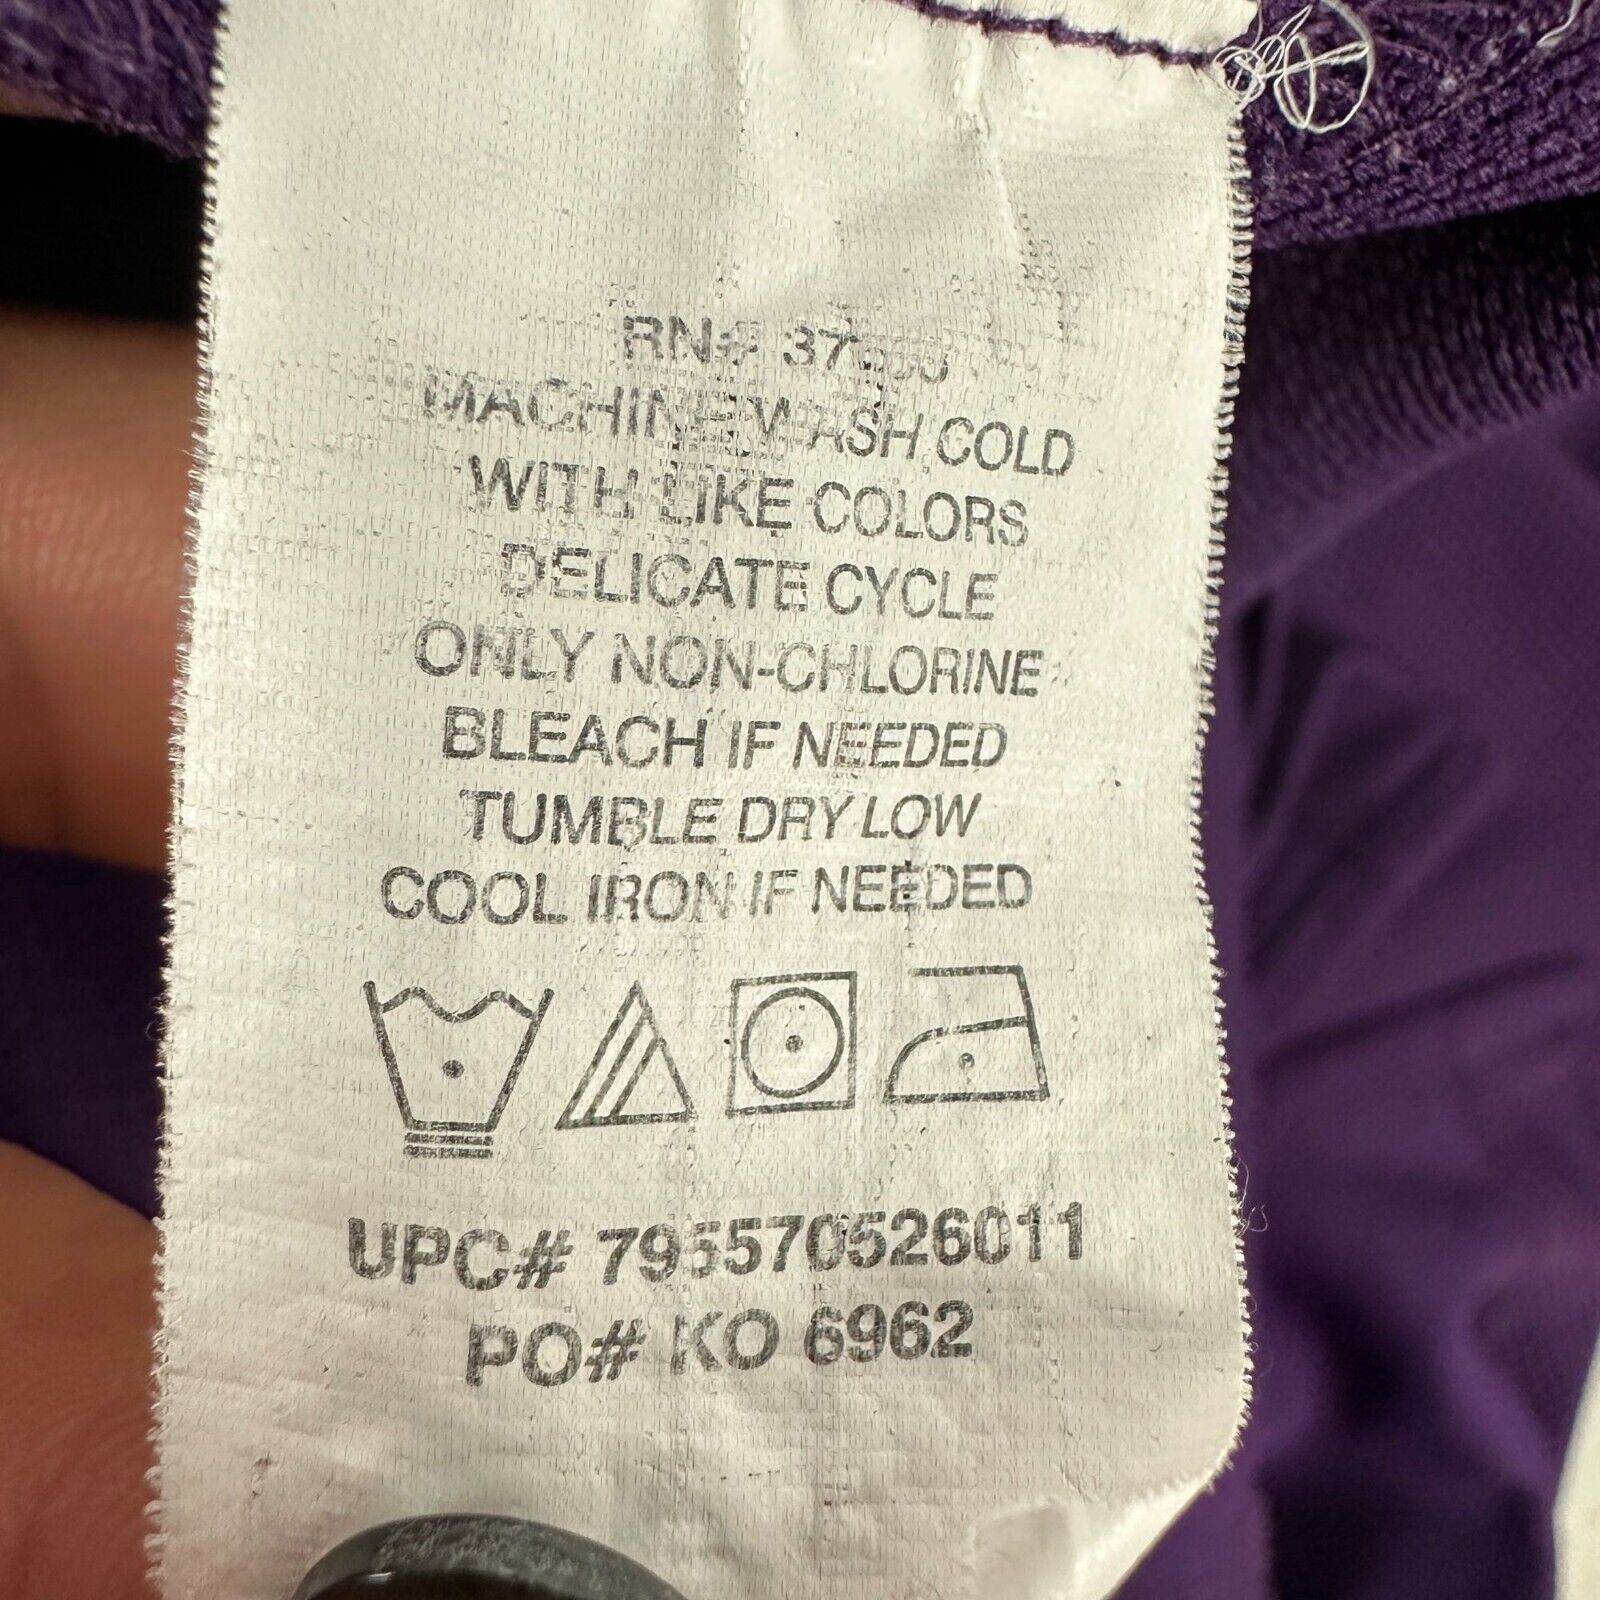 RN#
MACHINE WASH COLD
WITH LIKE COLORS
DELICATE CYCLE
ONLY NON-CHLORINE
BLEACH IF NEEDED
TUMBLE DRY LOW
COOL IRON IF NEEDED
UPC# 795570526011
PO# KO 6962